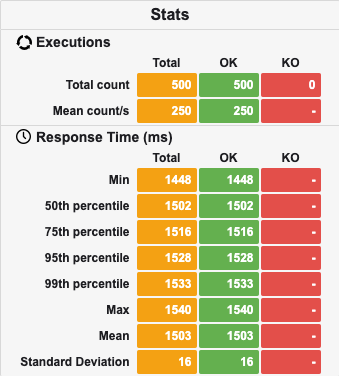 Stats
Executions
Total OK KO
Total count 500 500 0
Mean count/s 250 250 -
Response Time (ms)
Total OK KO
Min 1448 1448 -
50th percentile 1502 1502 -
75th percentile 1516 1516 -
95th percentile 1528 1528 -
99th percentile 1533 1533 -
Max 1540 1540 -
Mean 1503 1503 -
Standard Deviation 16 16 -